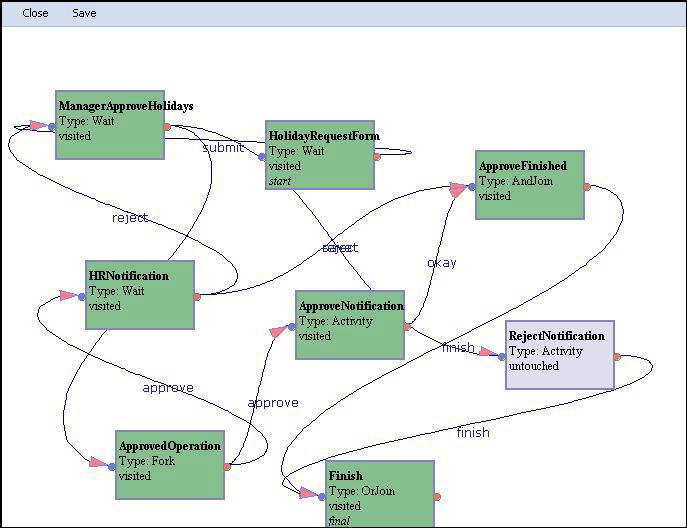 Close Save
ManagerApproveHolidays
Type: Wait
visited
submit
HolidayRequestForm
Type: Wait
visited
start
ApproveFinished
Type: AndJoin
visited
reject
okay
HRNotification
Type: Wait
visited
ApproveNotification
Type: Activity
visited
finish
RejectNotification
Type: Activity
untouched
approve
approve
finish
ApprovedOperation
Type: Fork
visited
Finish
Type: OrJoin
visited
final